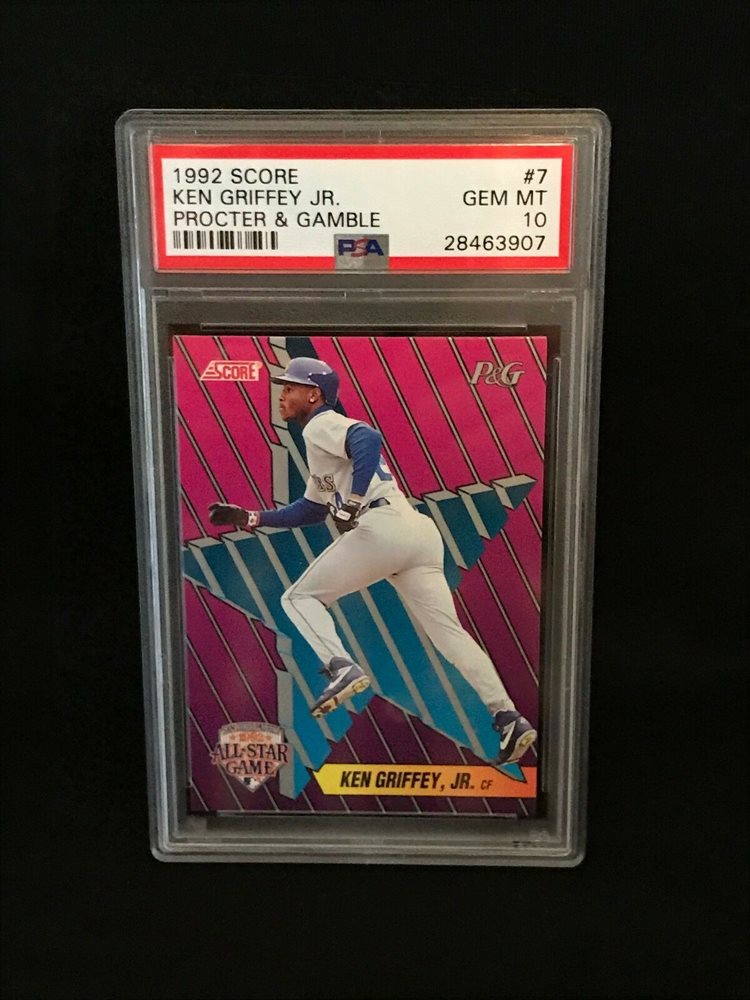 1992 SCORE #7
KEN GRIFFEY JR. GEM MT
PROCTER & GAMBLE 10
PSA 28463907
SCORE P&G
1992
ALL-STAR
GAME
KEN GRIFFEY, JR. CF